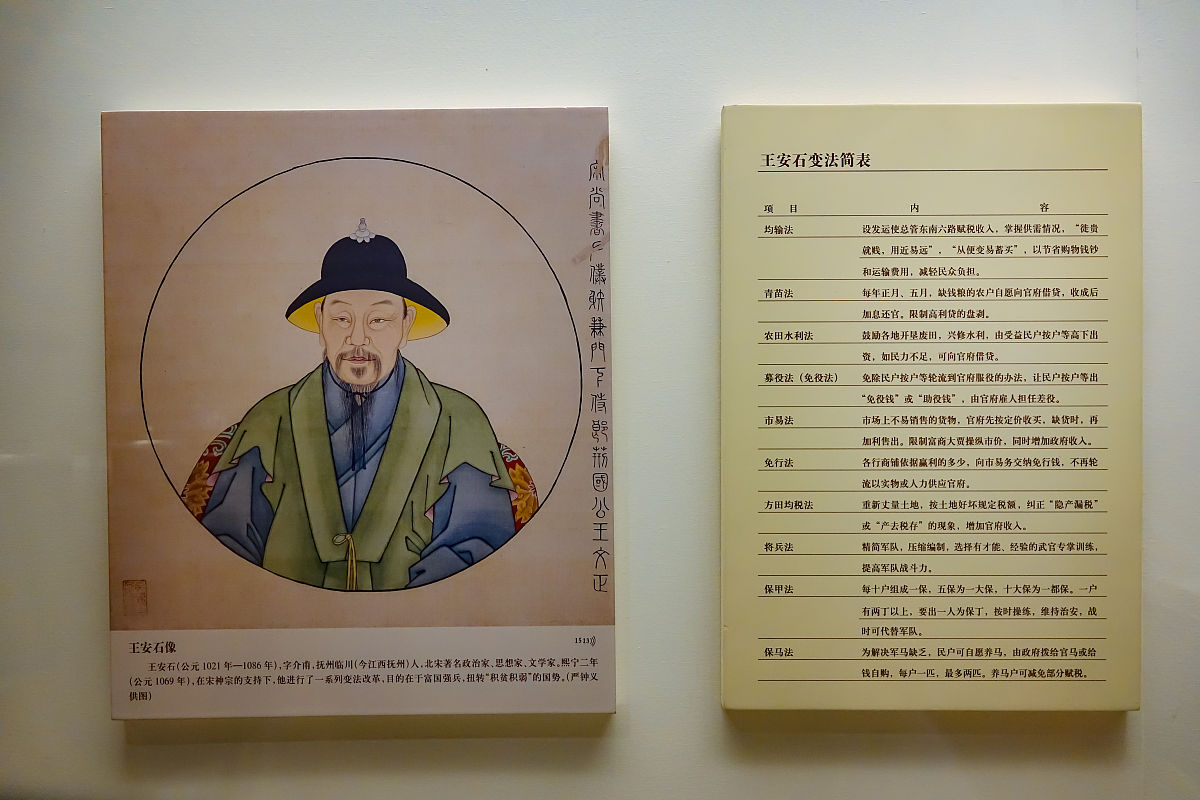 尚書
儀
兼門下侍郎荊國公王文正
王安石像
1513
王安石(公元1021年—1086年),字介甫,抚州临川(今江西抚州)人,北宋著名政治家、思想家、文学家。熙宁二年
(公元1069年),在宋神宗的支持下,他进行了一系列变法改革,目的在于富国强兵,扭转“积贫积弱”的国势。(严钟义
供图)
王安石变法简表
项 目 内 容
均输法 设发运使总管东南六路赋税收入,掌握供需情况,“徙贵
就贱,用近易远”,“从便变易蓄买”,以节省购物钱钞
和运输费用,减轻民众负担。
青苗法 每年正月、五月,缺钱粮的农户自愿向官府借贷,收成后
加息还官。限制高利贷的盘剥。
农田水利法 鼓励各地开垦废田,兴修水利,由受益民户按户等高下出
资,如民力不足,可向官府借贷。
募役法(免役法) 免除民户按户等轮流到官府服役的办法,让民户按户等出
“免役钱”或“助役钱”,由官府雇人担任差役。
市易法 市场上不易销售的货物,官府先按定价收买,缺货时,再
加利售出。限制富商大贾操纵市价,同时增加政府收入。
免行法 各行商铺依据赢利的多少,向市易务交纳免行钱,不再轮
流以实物或人力供应官府。
方田均税法 重新丈量土地,按土地好坏规定税额,纠正“隐产漏税”
或“产去税存”的现象,增加官府收入。
将兵法 精简军队,压缩编制,选择有才能、经验的武官专掌训练,
提高军队战斗力。
保甲法 每十户组成一保,五保为一大保,十大保为一都保。一户
有两丁以上,要出一人为保丁,按时操练,维持治安,战
时可代替军队。
保马法 为解决军马缺乏,民户可自愿养马,由政府拨给官马或给
钱自购,每户一匹,最多两匹。养马户可减免部分赋税。